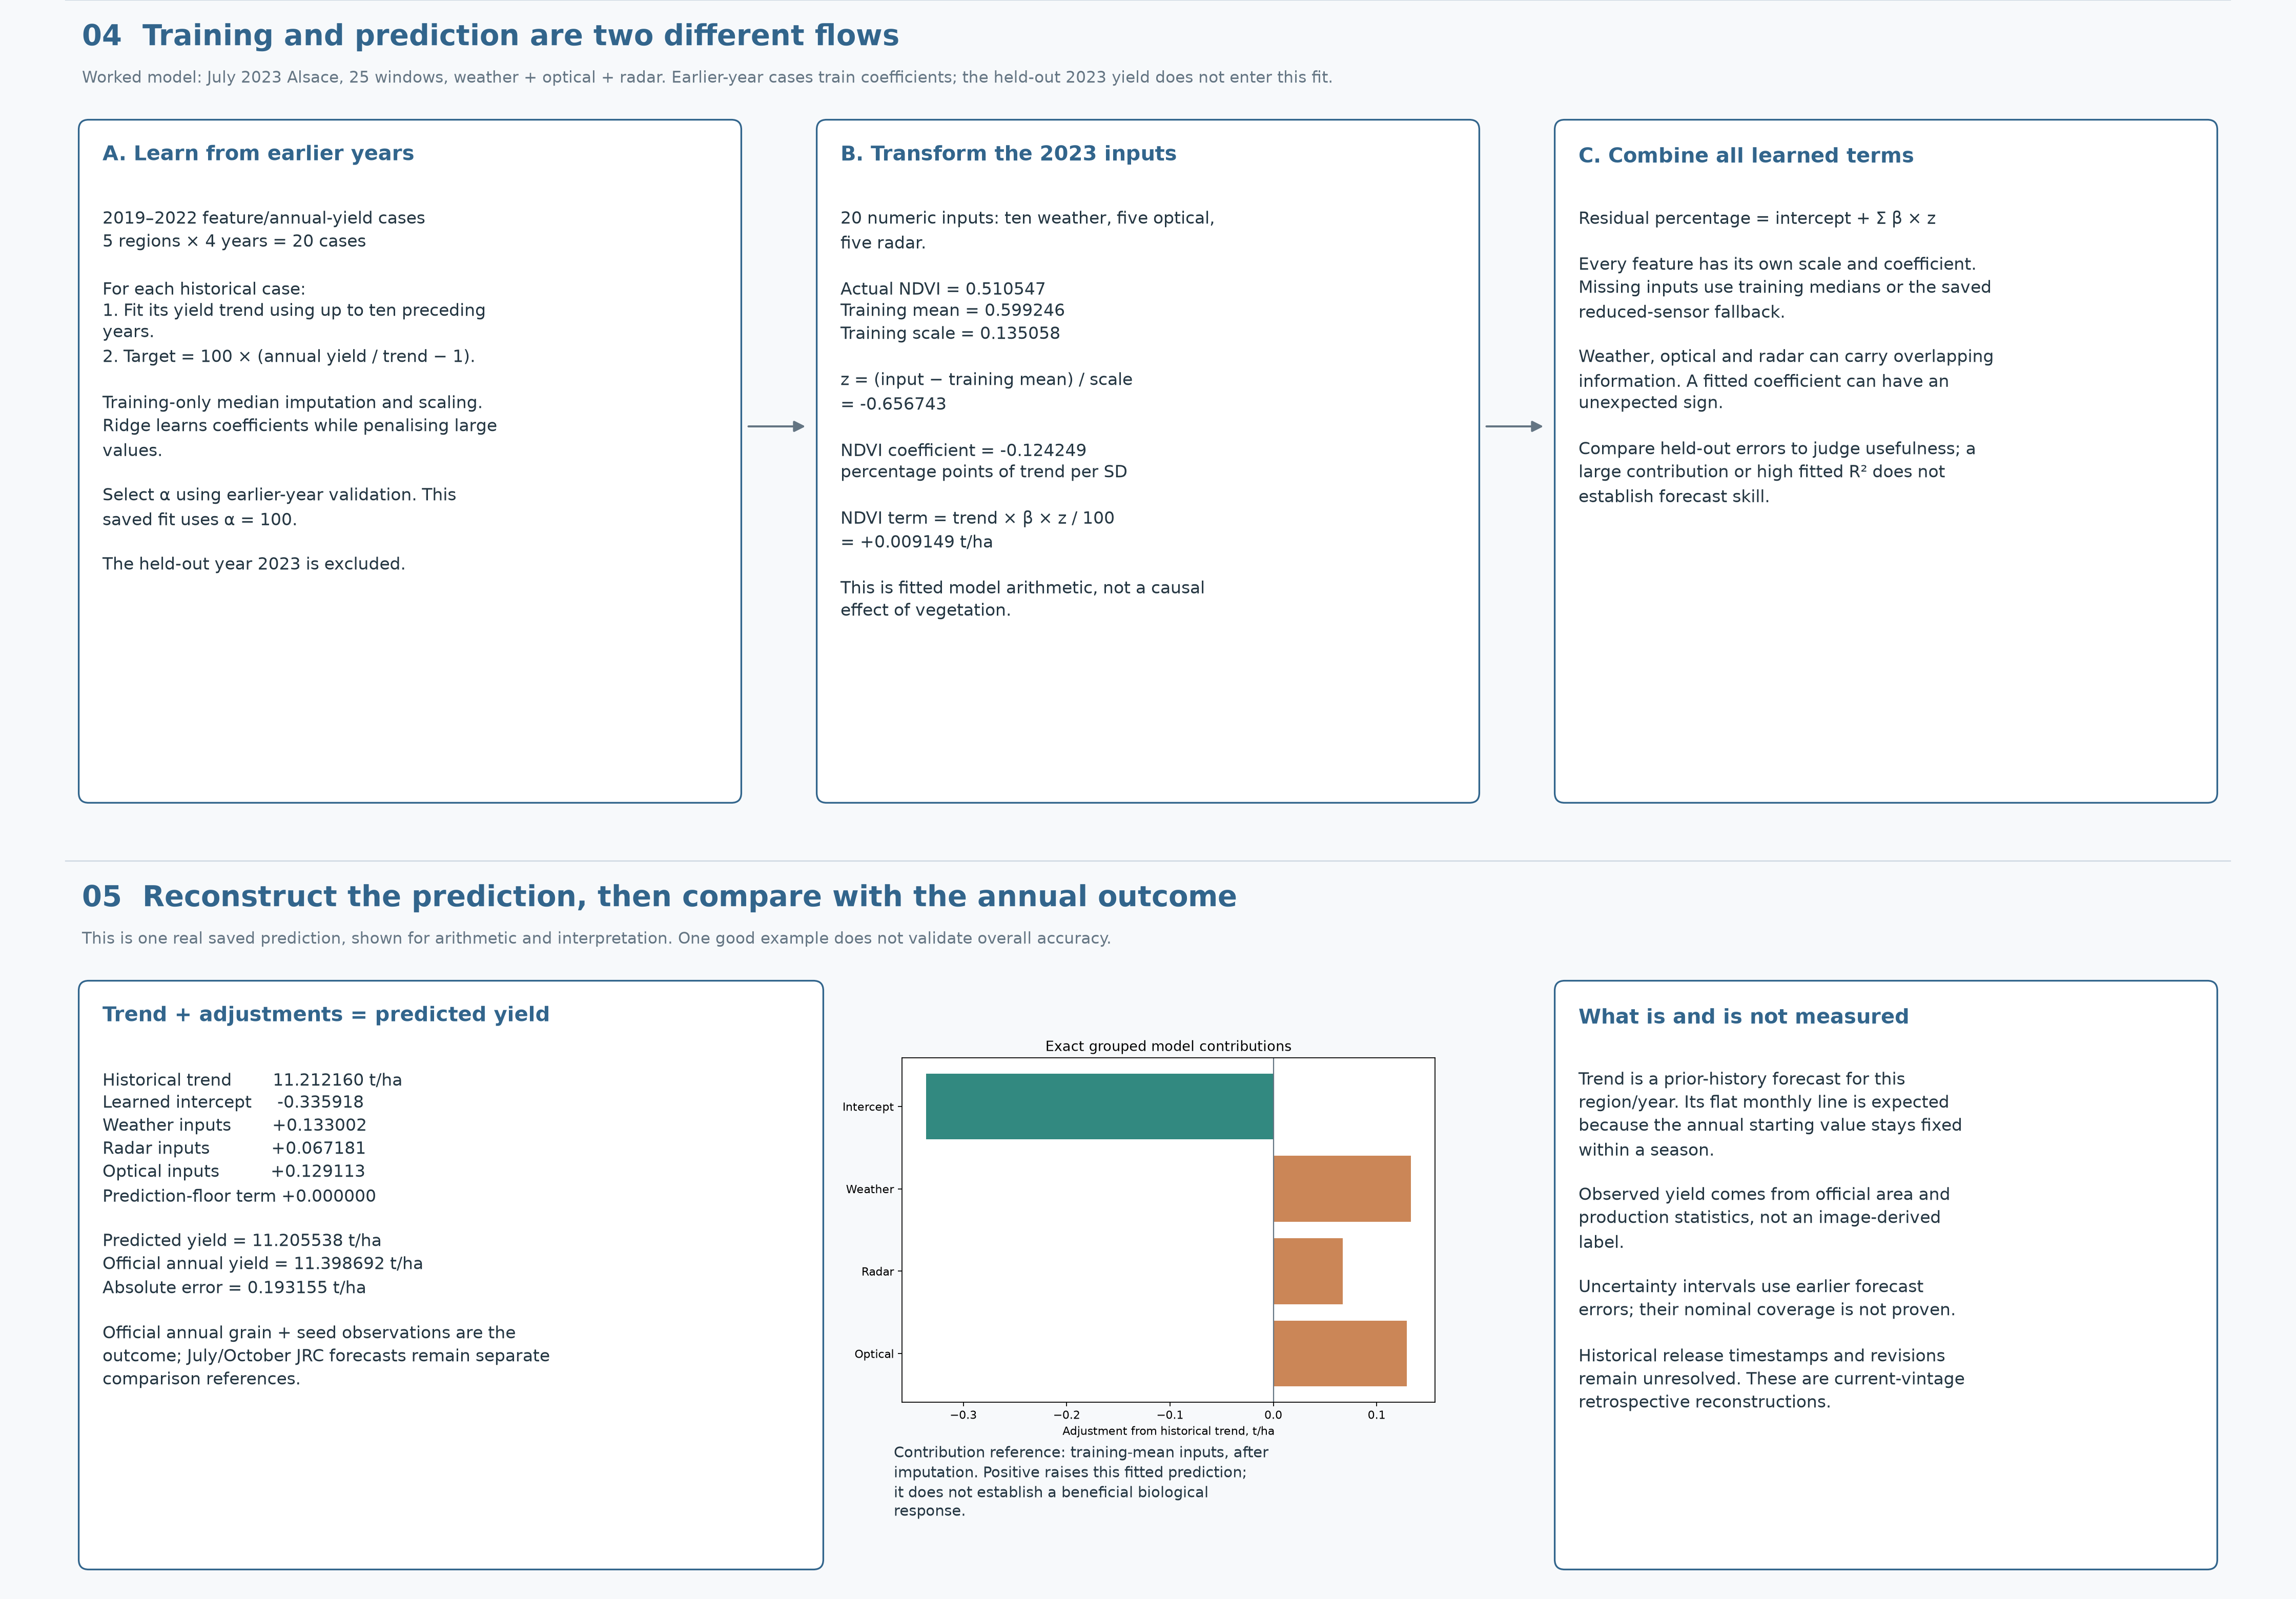 04 Training and prediction are two different flows
Worked model: July 2023 Alsace, 25 windows, weather + optical + radar. Earlier-year cases train coefficients; the held-out 2023 yield does not enter this fit.
A. Learn from earlier years
2019–2022 feature/annual-yield cases
5 regions × 4 years = 20 cases
For each historical case:
1. Fit its yield trend using up to ten preceding
years.
2. Target = 100 × (annual yield / trend − 1).
Training-only median imputation and scaling.
Ridge learns coefficients while penalising large
values.
Select α using earlier-year validation. This
saved fit uses α = 100.
The held-out year 2023 is excluded.
B. Transform the 2023 inputs
20 numeric inputs: ten weather, five optical,
five radar.
Actual NDVI = 0.510547
Training mean = 0.599246
Training scale = 0.135058
z = (input − training mean) / scale
= -0.656743
NDVI coefficient = -0.124249
percentage points of trend per SD
NDVI term = trend × β × z / 100
= +0.009149 t/ha
This is fitted model arithmetic, not a causal
effect of vegetation.
C. Combine all learned terms
Residual percentage = intercept + Σ β × z
Every feature has its own scale and coefficient.
Missing inputs use training medians or the saved
reduced-sensor fallback.
Weather, optical and radar can carry overlapping
information. A fitted coefficient can have an
unexpected sign.
Compare held-out errors to judge usefulness; a
large contribution or high fitted R² does not
establish forecast skill.
05 Reconstruct the prediction, then compare with the annual outcome
This is one real saved prediction, shown for arithmetic and interpretation. One good example does not validate overall accuracy.
Trend + adjustments = predicted yield
Historical trend 11.212160 t/ha
Learned intercept -0.335918
Weather inputs +0.133002
Radar inputs +0.067181
Optical inputs +0.129113
Prediction-floor term +0.000000
Predicted yield = 11.205538 t/ha
Official annual yield = 11.398692 t/ha
Absolute error = 0.193155 t/ha
Official annual grain + seed observations are the
outcome; July/October JRC forecasts remain separate
comparison references.
Exact grouped model contributions
Intercept
Weather
Radar
Optical
−0.3 −0.2 −0.1 0.0 0.1
Adjustment from historical trend, t/ha
Contribution reference: training-mean inputs, after
imputation. Positive raises this fitted prediction;
it does not establish a beneficial biological
response.
What is and is not measured
Trend is a prior-history forecast for this
region/year. Its flat monthly line is expected
because the annual starting value stays fixed
within a season.
Observed yield comes from official area and
production statistics, not an image-derived
label.
Uncertainty intervals use earlier forecast
errors; their nominal coverage is not proven.
Historical release timestamps and revisions
remain unresolved. These are current-vintage
retrospective reconstructions.